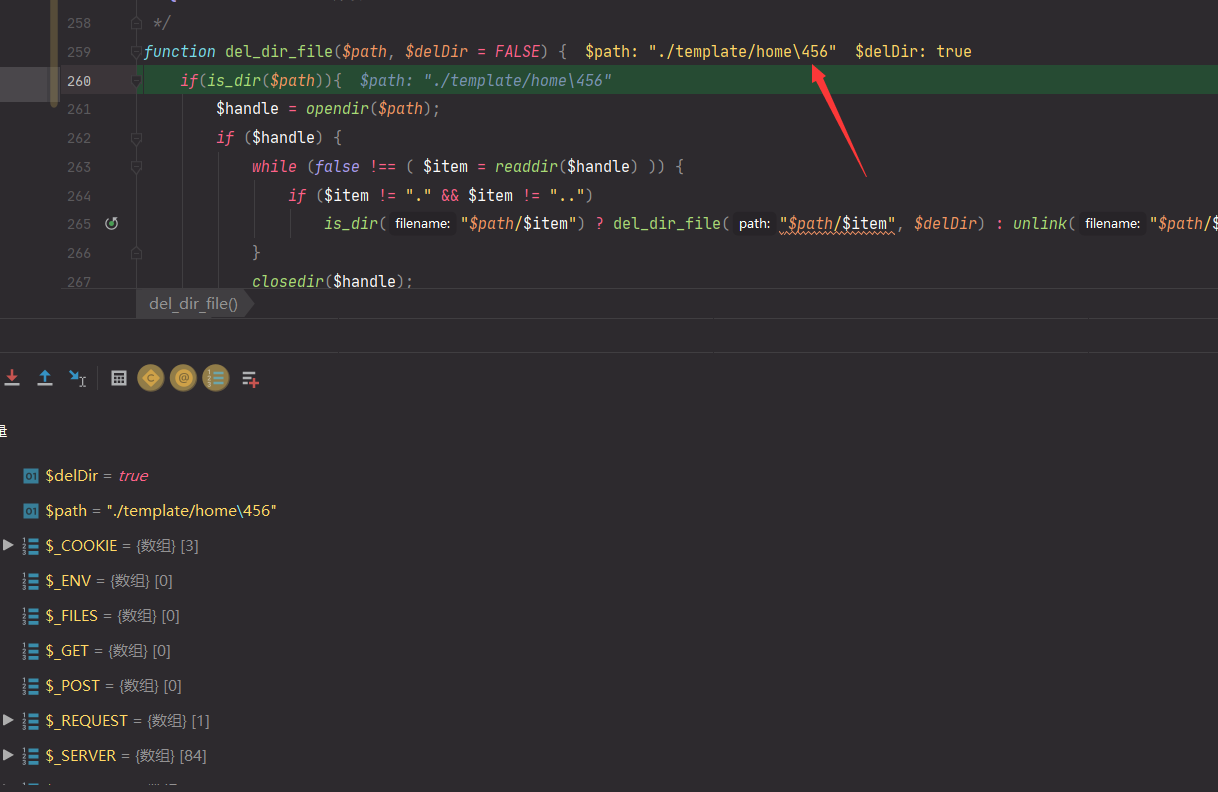 258 */
259 function del_dir_file($path, $delDir = FALSE) { $path: "./template/home\456" $delDir: true
260 if(is_dir($path)){ $path: "./template/home\456"
261 $handle = opendir($path);
262 if ($handle) {
263 while (false !== ( $item = readdir($handle) )) {
264 if ($item != "." && $item != "..")
265 is_dir( filename: "$path/$item") ? del_dir_file( path: "$path/$item", $delDir) : unlink( filename: "$path/$
266 }
267 closedir($handle);
del_dir_file()
$delDir = true
$path = "./template/home\456"
$_COOKIE = {数组} [3]
$_ENV = {数组} [0]
$_FILES = {数组} [0]
$_GET = {数组} [0]
$_POST = {数组} [0]
$_REQUEST = {数组} [1]
$_SERVER = {数组} [84]